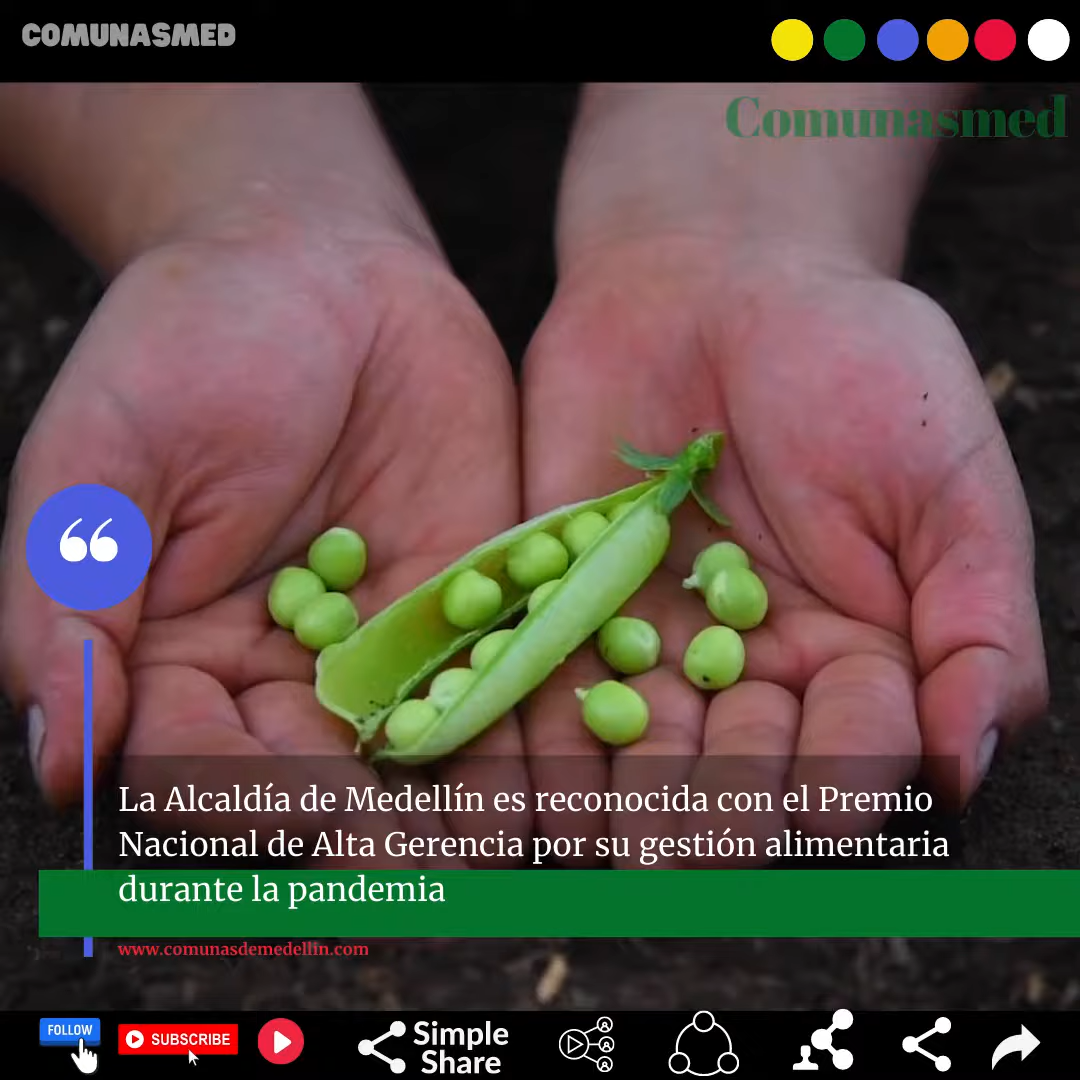 COMUNASMED
Comunasmed
La Alcaldía de Medellín es reconocida con el Premio
Nacional de Alta Gerencia por su gestión alimentaria
durante la pandemia
www.comunasdemedellin.com
FOLLOW
SUBSCRIBE
Simple
Share